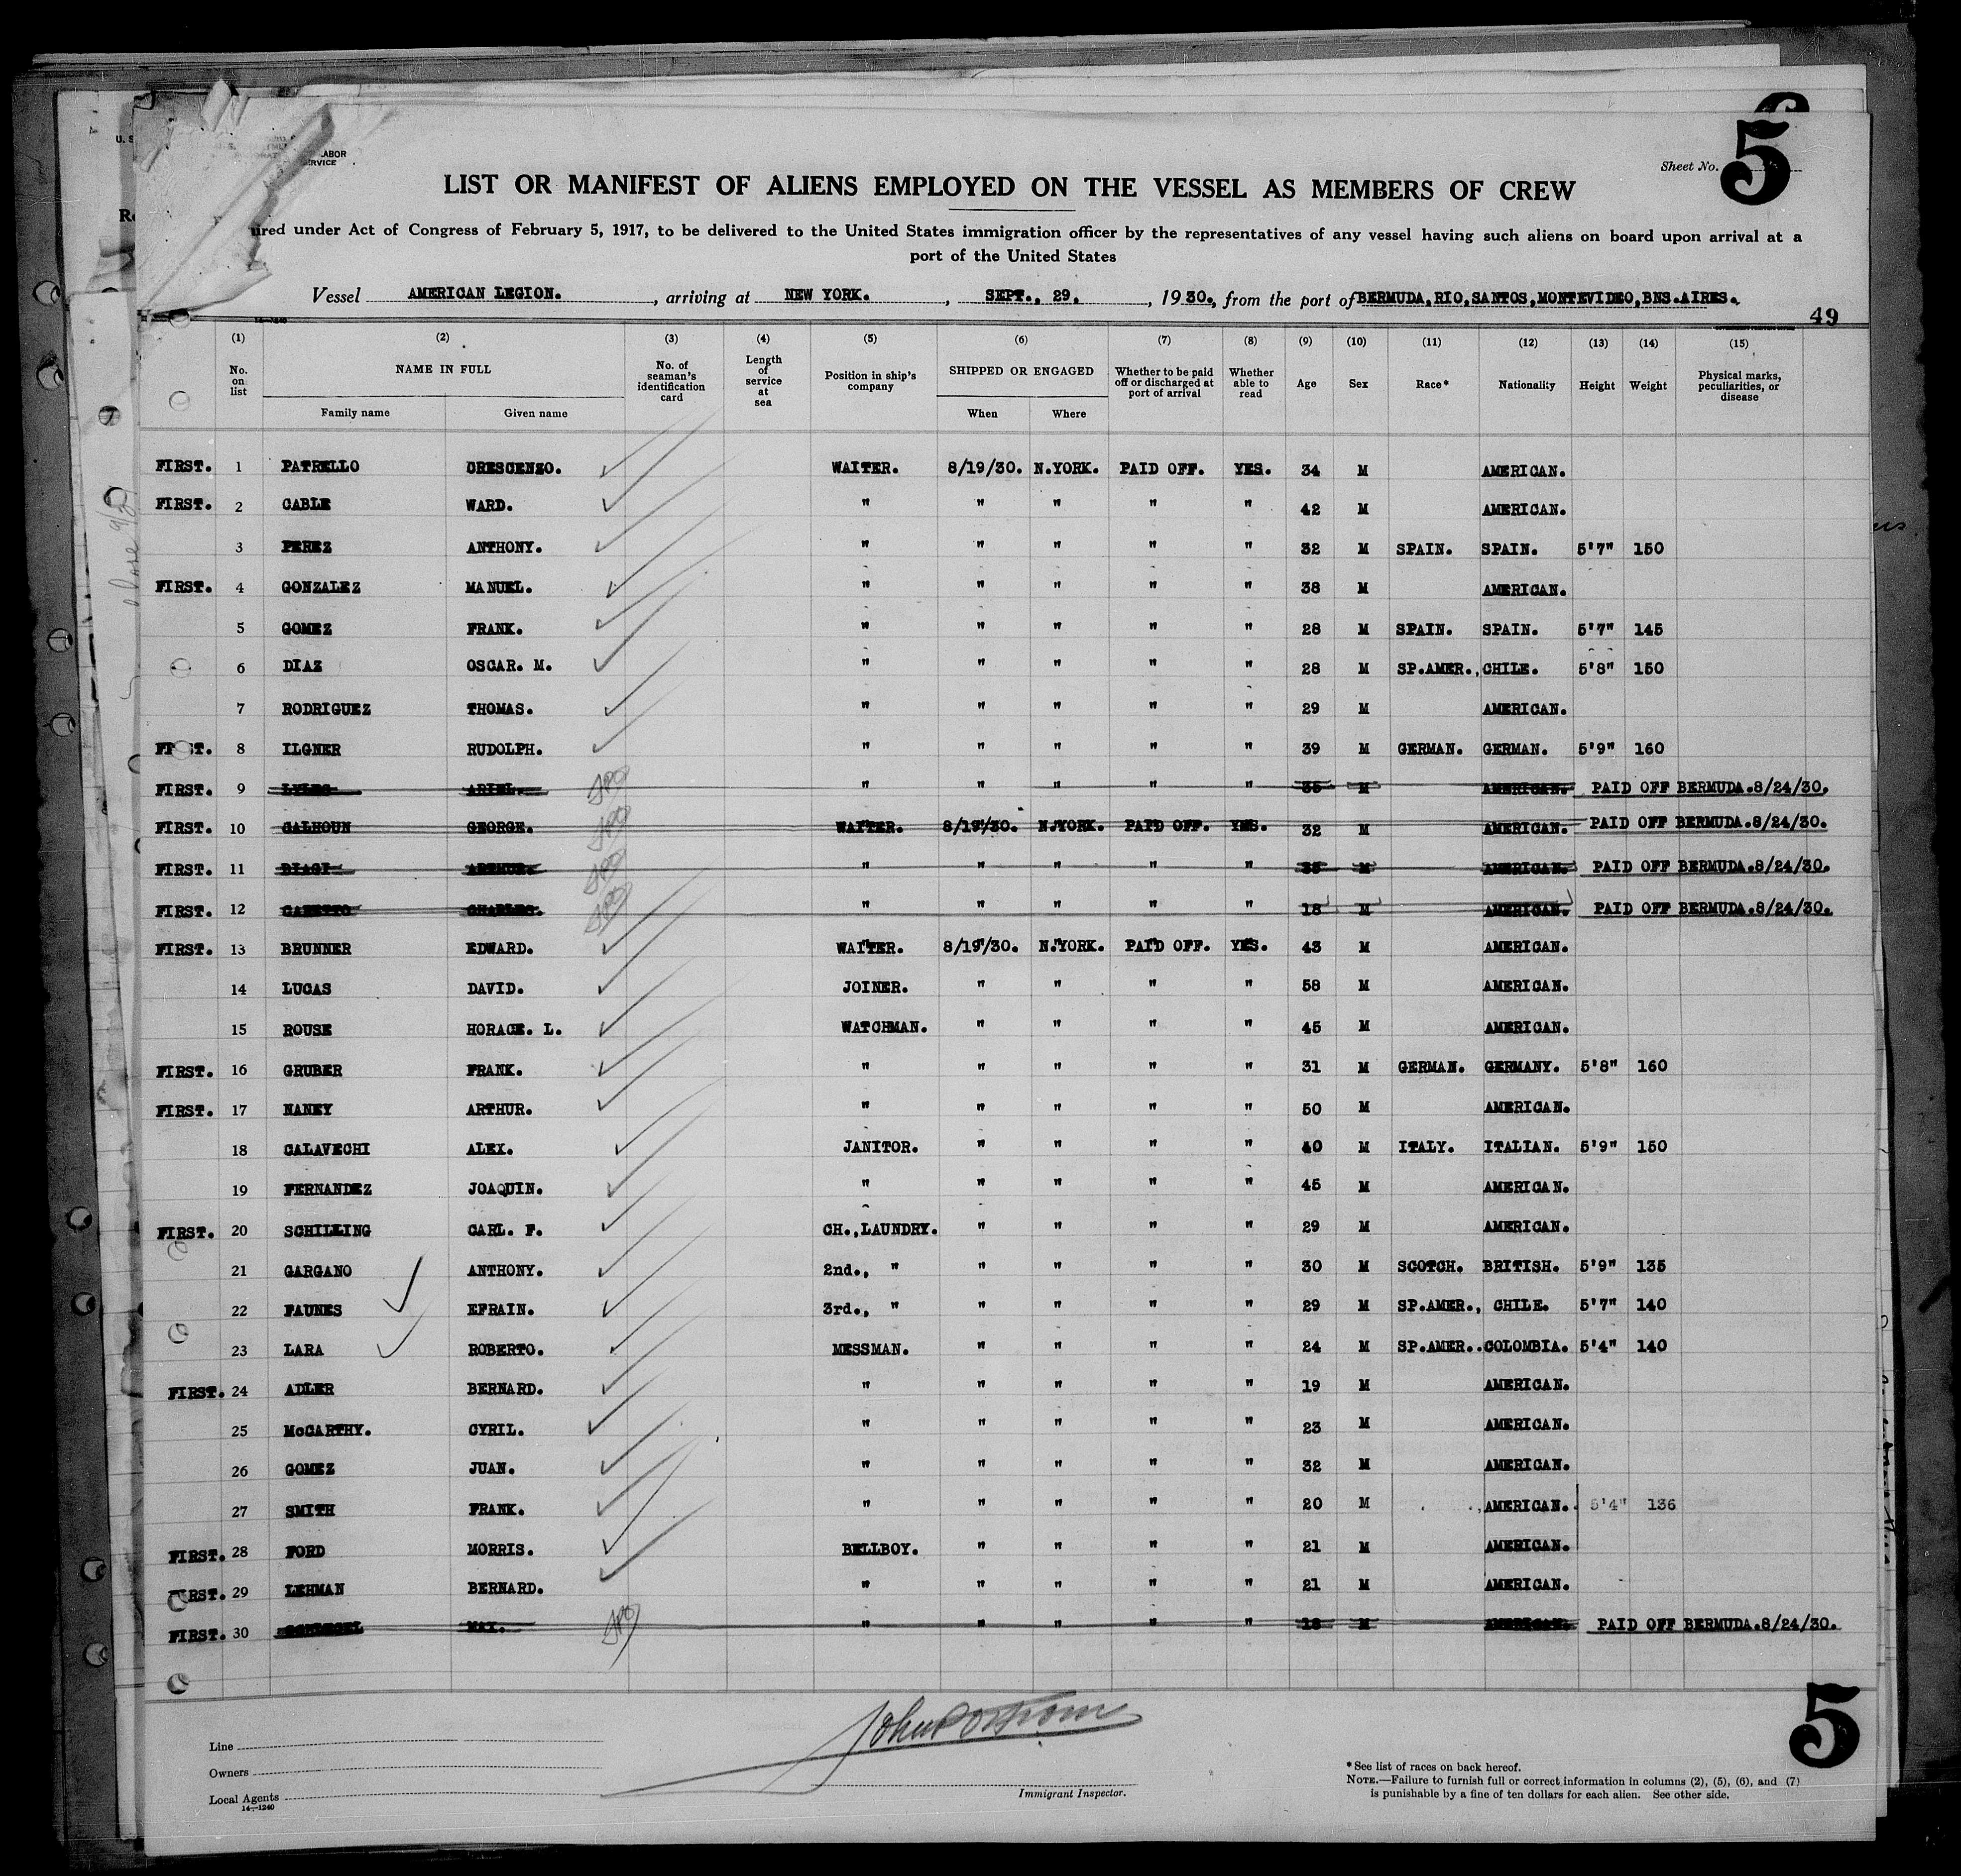 U. S
LABOR
SERVICE
Sheet No. 5
LIST OR MANIFEST OF ALIENS EMPLOYED ON THE VESSEL AS MEMBERS OF CREW
ired under Act of Congress of February 5, 1917, to be delivered to the United States immigration officer by the representatives of any vessel having such aliens on board upon arrival at a
port of the United States
Vessel AMERICAN LEGION. , arriving at NEW YORK. , SEPT., 29. , 1930., from the port of BERMUDA,RIO,SANTOS,MONTEVIDEO,BNS.AIRES.
49
(1) (2) (3) (4) (5) (6) (7) (8) (9) (10) (11) (12) (13) (14) (15)
No. on list NAME IN FULL Family name Given name No. of seaman's identification card Length of service at sea Position in ship's company SHIPPED OR ENGAGED When Where Whether to be paid off or discharged at port of arrival Whether able to read Age Sex Race* Nationality Height Weight Physical marks, peculiarities, or disease
FIRST. 1 PATRELLO CRESCENZO. WAITER. 8/19/30. N.YORK. PAID OFF. YES. 34 M AMERICAN.
FIRST. 2 CABLE WARD. " " " " " 42 M AMERICAN.
3 PEREZ ANTHONY. " " " " " 32 M SPAIN. SPAIN. 5'7" 150
FIRST. 4 GONZALEZ MANUEL. " " " " " 38 M AMERICAN.
5 GOMEZ FRANK. " " " " " 28 M SPAIN. SPAIN. 5'7" 145
6 DIAZ OSCAR. M. " " " " " 28 M SP.AMER., CHILE. 5'8" 150
7 RODRIGUEZ THOMAS. " " " " " 29 M AMERICAN.
8 ILGNER RUDOLPH. " " " " " 39 M GERMAN. GERMAN. 5'9" 160
FIRST. 9 LYLES ARIEL. " " " " " 35 M AMERICAN. PAID OFF BERMUDA.8/24/30.
FIRST. 10 CALHOUN GEORGE. WAITER. 8/19/30. N.YORK. PAID OFF. YES. 32 M AMERICAN. PAID OFF BERMUDA.8/24/30.
FIRST. 11 ARTHUR. " " " " " M AMERICAN. PAID OFF BERMUDA.8/24/30.
FIRST. 12 CHARLES. " " " " " 18 M AMERICAN. PAID OFF BERMUDA.8/24/30.
FIRST. 13 BRUNNER EDWARD. WAITER. 8/19/30. N.YORK. PAID OFF. YES. 43 M AMERICAN.
14 LUCAS DAVID. JOINER. " " " " 58 M AMERICAN.
15 ROUSE HORACE. L. WATCHMAN. " " " " 45 M AMERICAN.
FIRST. 16 GRUBER FRANK. " " " " " 31 M GERMAN. GERMANY. 5'8" 160
FIRST. 17 NANEY ARTHUR. " " " " " 50 M AMERICAN.
18 CALAVECHI ALEX. JANITOR. " " " " 40 M ITALY. ITALIAN. 5'9" 150
19 FERNANDEZ JOAQUIN. " " " " " 45 M AMERICAN.
FIRST. 20 SCHILLING CARL. F. CH.,LAUNDRY. " " " " 29 M AMERICAN.
21 GARGANO ANTHONY. 2nd., " " " " " 30 M SCOTCH. BRITISH. 5'9" 135
22 FAUNES EFRAIN. 3rd., " " " " " 29 M SP.AMER., CHILE. 5'7" 140
23 LARA ROBERTO. MESSMAN. " " " " 24 M SP.AMER..COLOMBIA. 5'4" 140
FIRST. 24 ADLER BERNARD. " " " " " 19 M AMERICAN.
25 McCARTHY. CYRIL. " " " " " 23 M AMERICAN.
26 GOMEZ JUAN. " " " " " 32 M AMERICAN.
27 SMITH FRANK. " " " " " 20 M AMERICAN. 5'4" 136
FIRST. 28 FORD MORRIS. BELLBOY. " " " " 21 M AMERICAN.
RST. 29 LEHMAN BERNARD. " " " " " 21 M AMERICAN.
FIRST. 30 MAX. " " " " " 18 M AMERICAN. PAID OFF BERMUDA.8/24/30.
Line
Owners
Local Agents
14—1240
Immigrant Inspector.
*See list of races on back hereof.
NOTE.—Failure to furnish full or correct information in columns (2), (5), (6), and (7)
is punishable by a fine of ten dollars for each alien. See other side.
5